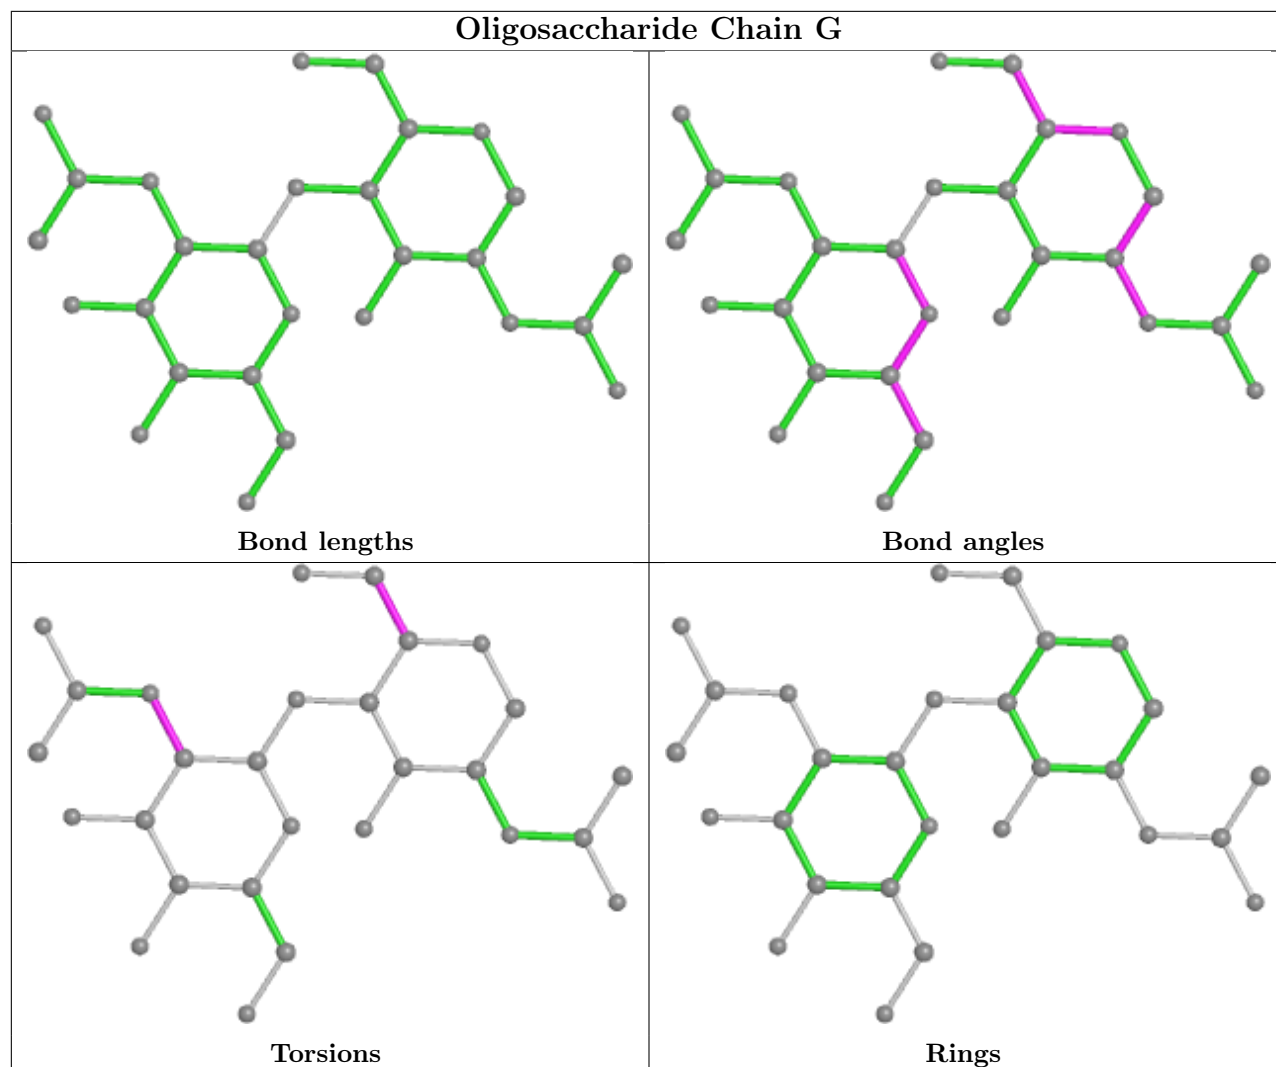 Oligosaccharide Chain G
Bond lengths
Bond angles
Torsions
Rings